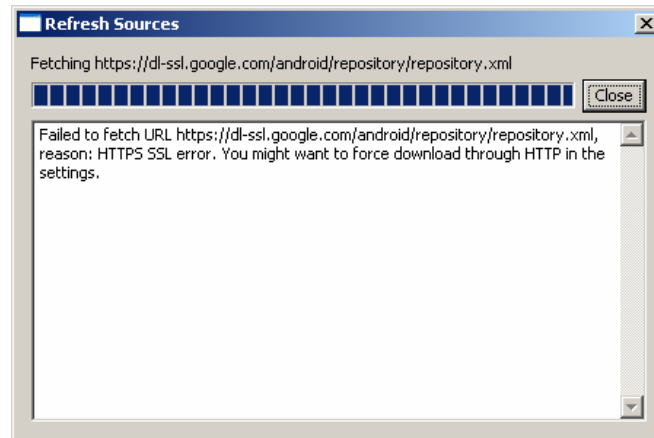 Refresh Sources
Fetching https://dl-ssl.google.com/android/repository/repository.xml
Close
Failed to fetch URL https://dl-ssl.google.com/android/repository/repository.xml,
reason: HTTPS SSL error. You might want to force download through HTTP in the
settings.